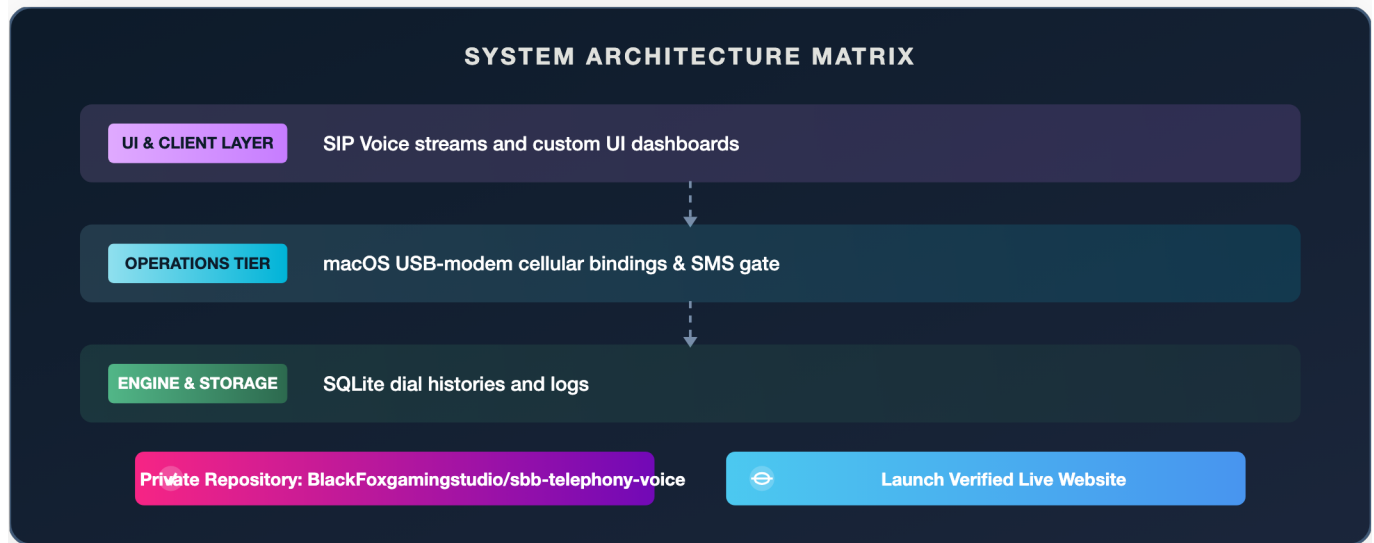 SYSTEM ARCHITECTURE MATRIX
UI & CLIENT LAYER
SIP Voice streams and custom UI dashboards
OPERATIONS TIER
macOS USB-modem cellular bindings & SMS gate
ENGINE & STORAGE
SQLite dial histories and logs
Private Repository: BlackFoxgamingstudio/sbb-telephony-voice
Launch Verified Live Website